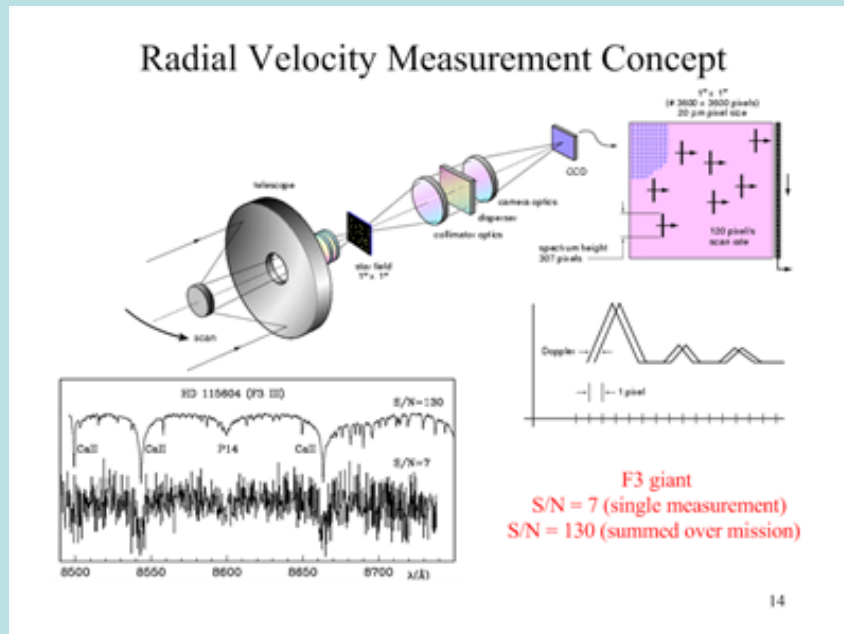 Radial Velocity Measurement Concept
1° x 1°
(# 3600 x 3600 pixels)
20 µm pixel size
CCD
camera optics
disperser
collimator optics
telescope
star field
1° x 1°
scan
spectrum height
307 pixels
120 pixel/s
scan rate
Doppler
1 pixel
HD 115604 (F3 III)
S/N=130
CaII
CaII
P14
CaII
S/N=7
8500
8550
8600
8650
8700
λ(Å)
F3 giant
S/N = 7 (single measurement)
S/N = 130 (summed over mission)
14